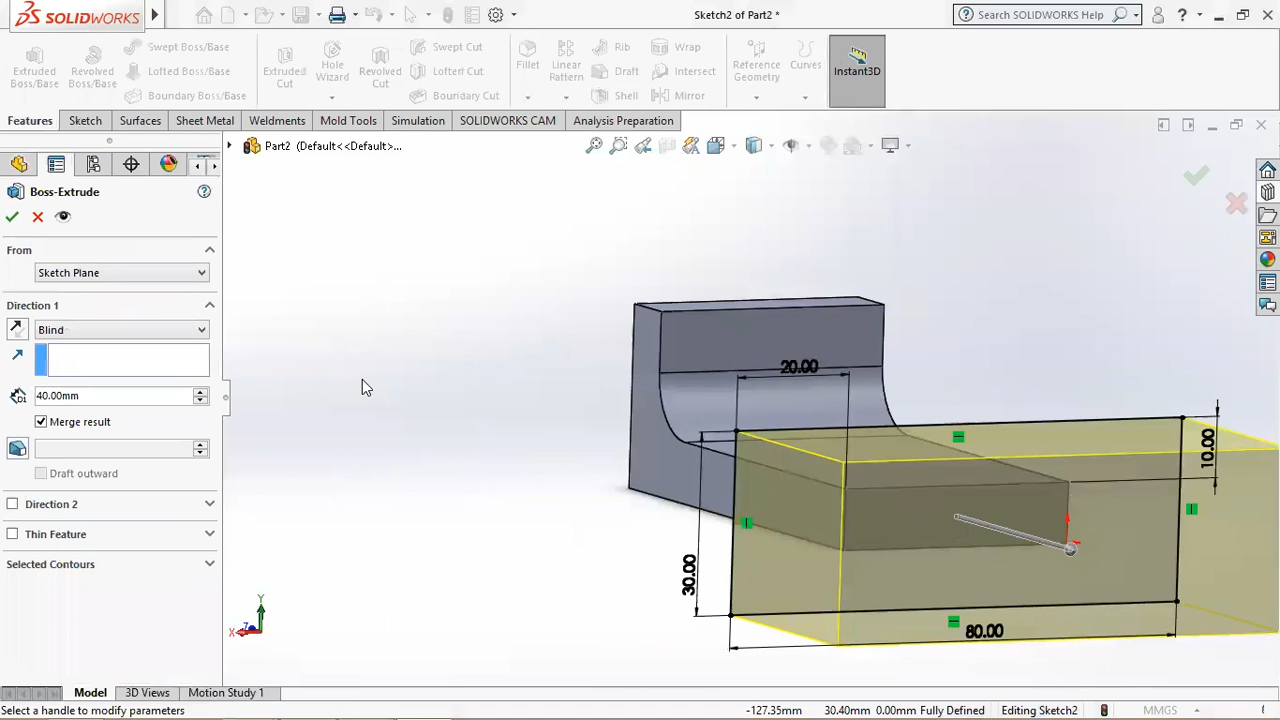 SOLIDWORKS
Sketch2 of Part2 *
Search SOLIDWORKS Help
Extruded Boss/Base
Revolved Boss/Base
Swept Boss/Base
Lofted Boss/Base
Boundary Boss/Base
Extruded Cut
Hole Wizard
Revolved Cut
Swept Cut
Lofted Cut
Boundary Cut
Fillet
Linear Pattern
Rib
Draft
Shell
Wrap
Intersect
Mirror
Reference Geometry
Curves
Instant3D
Features
Sketch
Surfaces
Sheet Metal
Weldments
Mold Tools
Simulation
SOLIDWORKS CAM
Analysis Preparation
Part2 (Default<<Default>...
Boss-Extrude
From
Sketch Plane
Direction 1
Blind
D1
40.00mm
Merge result
Draft outward
Direction 2
Thin Feature
Selected Contours
20.00
10.00
30.00
80.00
Y
X
Z
Model
3D Views
Motion Study 1
Select a handle to modify parameters
-127.35mm
30.40mm 0.00mm Fully Defined
Editing Sketch2
MMGS